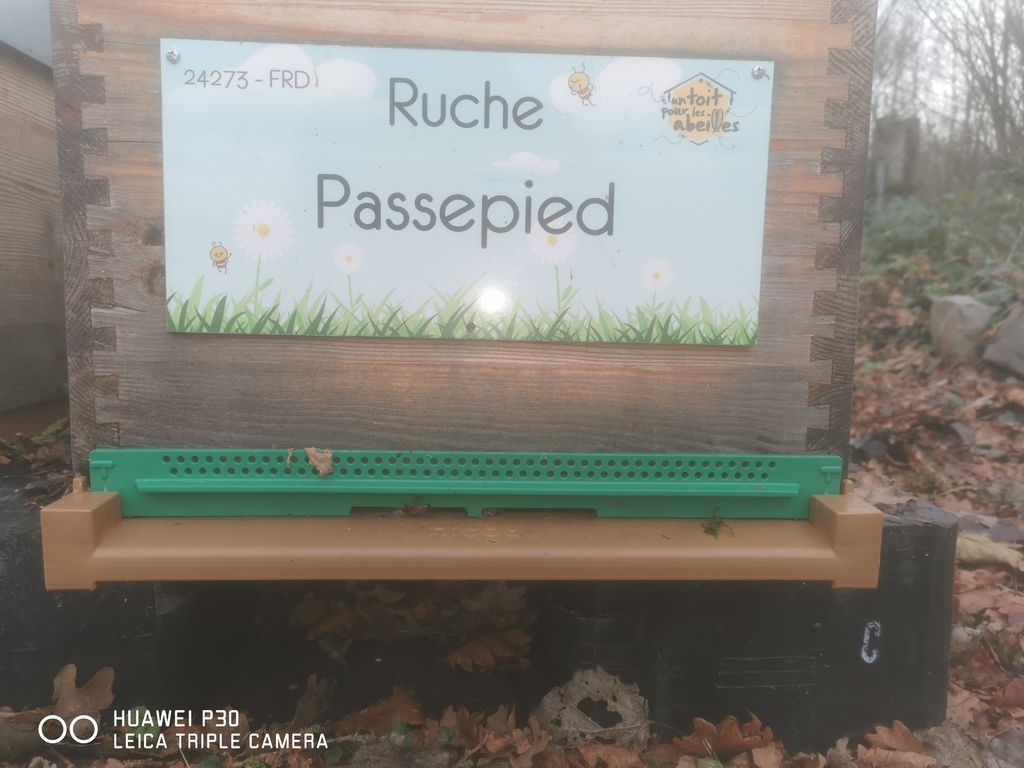 24273 - FRD
Ruche
un toit
pour les
abeilles
Passepied
C
HUAWEI P30
LEICA TRIPLE CAMERA